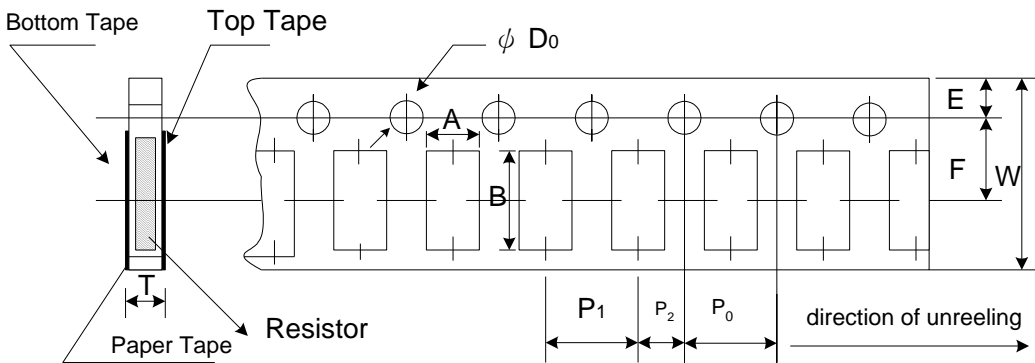 Bottom Tape
Top Tape
ϕ D0
A
B
E
F
W
T
P1
P2
P0
Resistor
Paper Tape
direction of unreeling